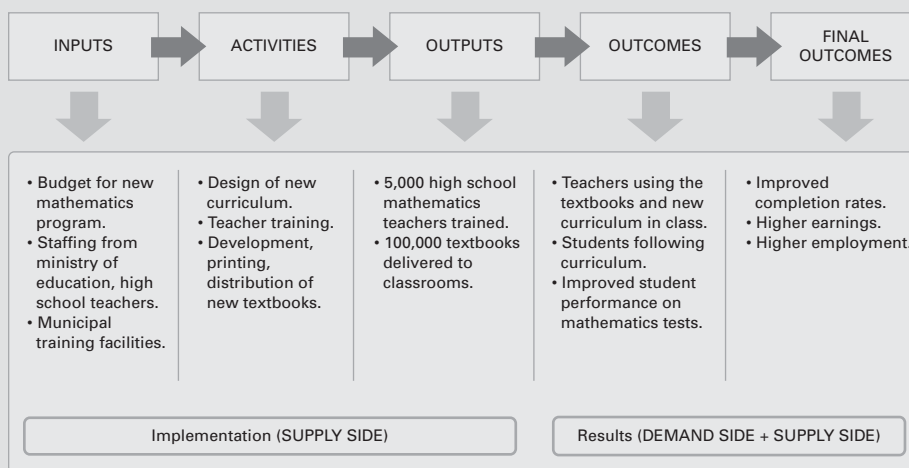 INPUTS
ACTIVITIES
OUTPUTS
OUTCOMES
FINAL
OUTCOMES
• Budget for new
mathematics
program.
• Staffing from
ministry of
education, high
school teachers.
• Municipal
training facilities.
• Design of new
curriculum.
• Teacher training.
• Development,
printing,
distribution of
new textbooks.
• 5,000 high school
mathematics
teachers trained.
• 100,000 textbooks
delivered to
classrooms.
• Teachers using the
textbooks and new
curriculum in class.
• Students following
curriculum.
• Improved student
performance on
mathematics tests.
• Improved
completion rates.
• Higher earnings.
• Higher employment.
Implementation (SUPPLY SIDE)
Results (DEMAND SIDE + SUPPLY SIDE)